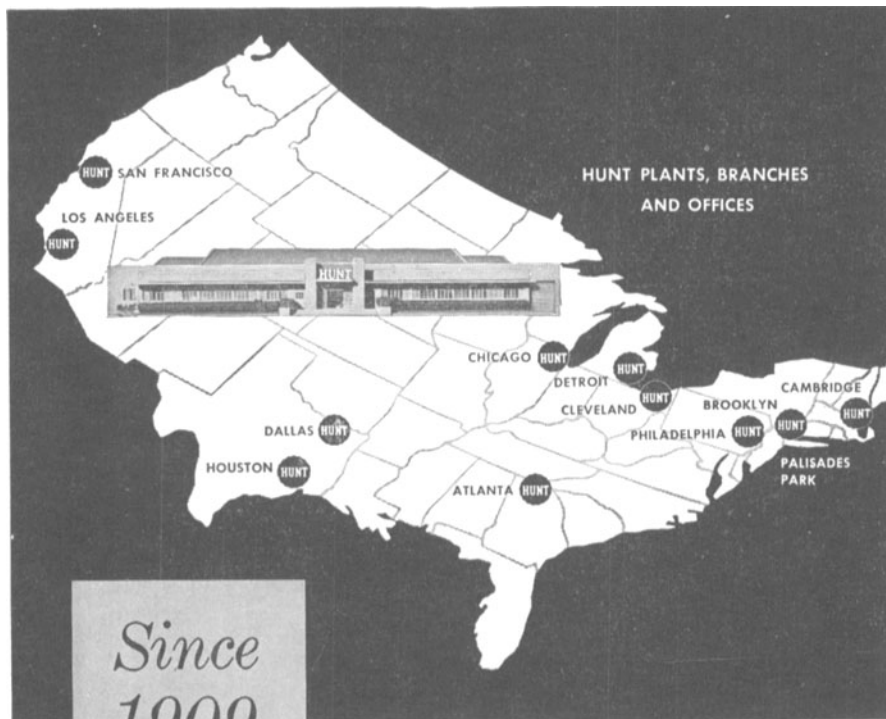 HUNT PLANTS, BRANCHES
AND OFFICES
HUNT SAN FRANCISCO
LOS ANGELES
HUNT
HUNT
CHICAGO HUNT
DETROIT HUNT
CLEVELAND HUNT
BROOKLYN
CAMBRIDGE
HUNT
HUNT
PHILADELPHIA HUNT
PALISADES
PARK
DALLAS HUNT
HOUSTON HUNT
ATLANTA HUNT
Since
1909